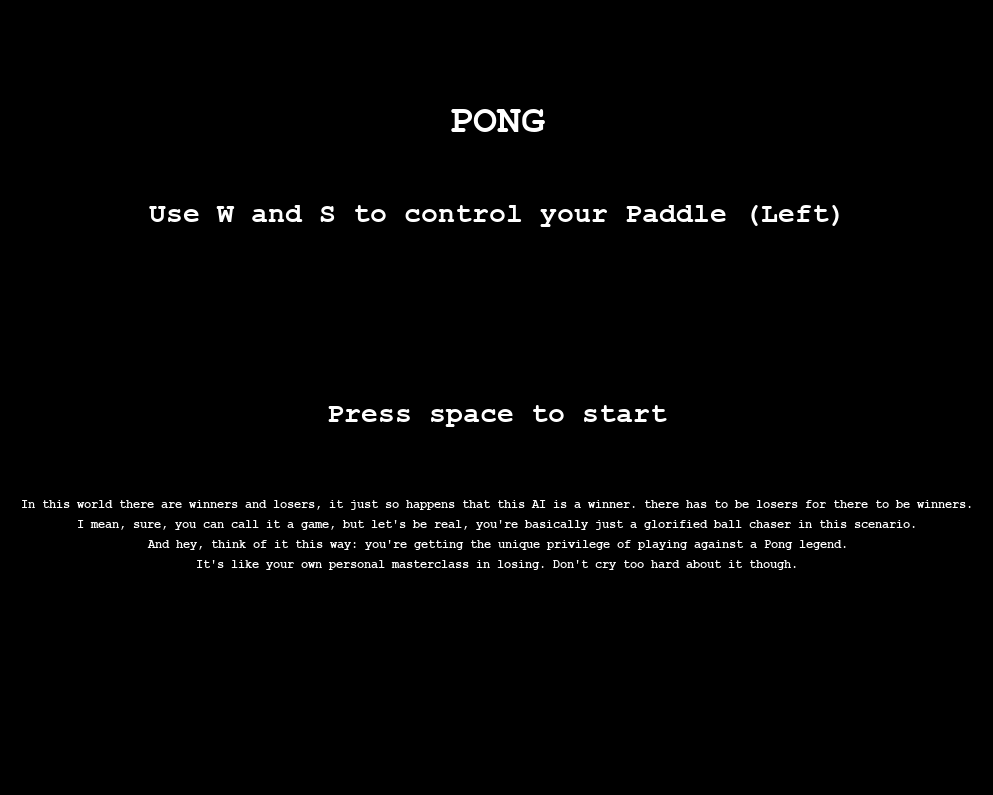 PONG
Use W and S to control your Paddle (Left)
Press space to start
In this world there are winners and losers, it just so happens that this AI is a winner. there has to be losers for there to be winners.
I mean, sure, you can call it a game, but let's be real, you're basically just a glorified ball chaser in this scenario.
And hey, think of it this way: you're getting the unique privilege of playing against a Pong legend.
It's like your own personal masterclass in losing. Don't cry too hard about it though.